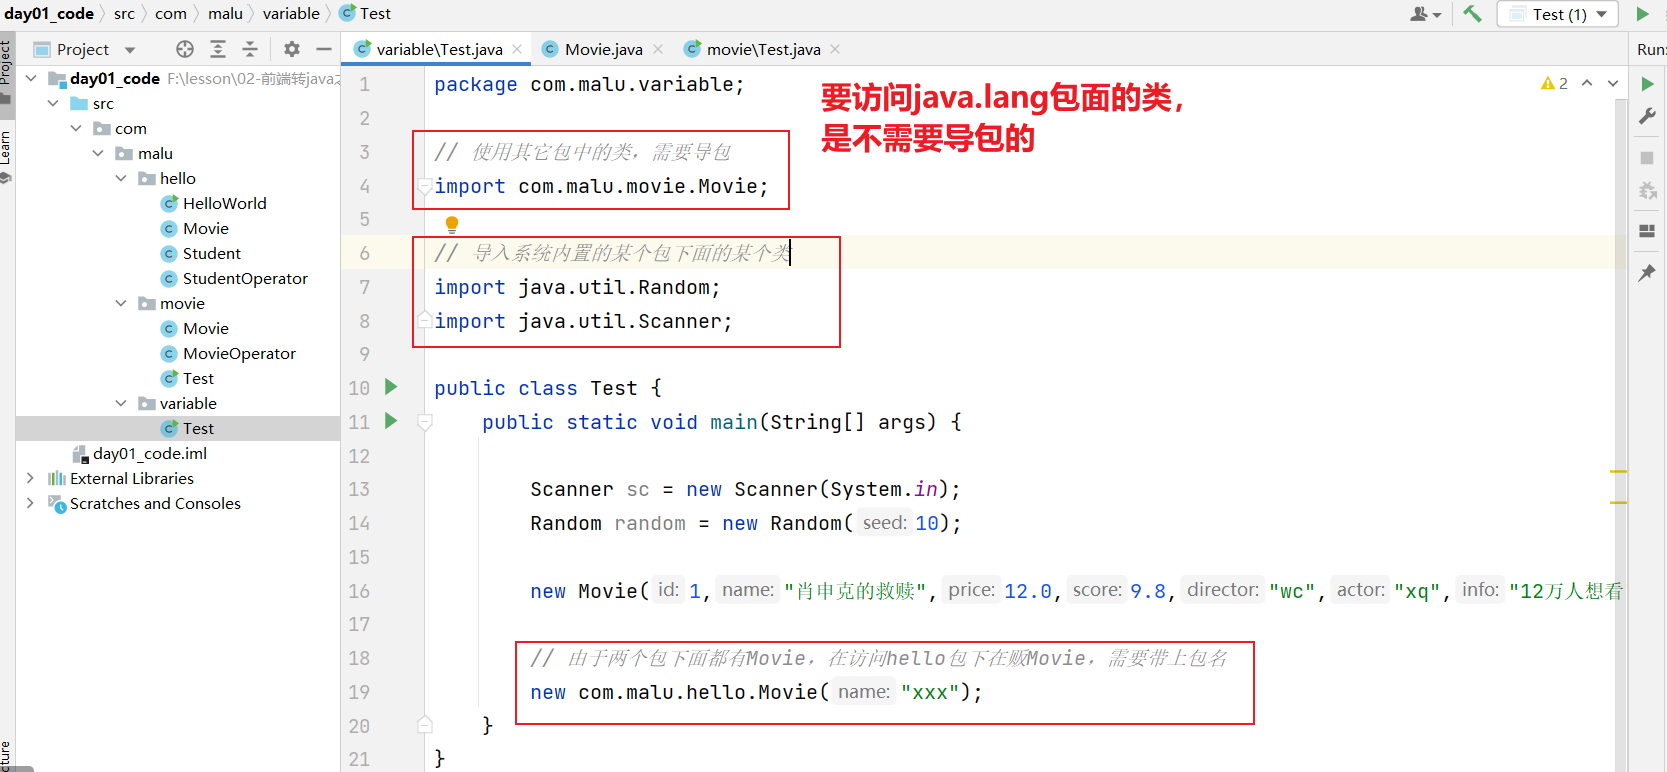 day01_code src com malu variable Test
Test (1)
Project
variable\Test.java
Movie.java
movie\Test.java
Run:
Project
Learn
cture
day01_code F:\lesson\02-前端转java之
src
com
malu
hello
HelloWorld
Movie
Student
StudentOperator
movie
Movie
MovieOperator
Test
variable
Test
day01_code.iml
External Libraries
Scratches and Consoles
2
要访问java.lang包面的类，
是不需要导包的
1 package com.malu.variable;
2
3 // 使用其它包中的类，需要导包
4 import com.malu.movie.Movie;
5
6 // 导入系统内置的某个包下面的某个类
7 import java.util.Random;
8 import java.util.Scanner;
9
10 public class Test {
11 public static void main(String[] args) {
12
13 Scanner sc = new Scanner(System.in);
14 Random random = new Random( seed: 10);
15
16 new Movie( id: 1, name: "肖申克的救赎", price: 12.0, score: 9.8, director: "wc", actor: "xq", info: "12万人想看
17
18 // 由于两个包下面都有Movie，在访问hello包下在贩Movie，需要带上包名
19 new com.malu.hello.Movie( name: "xxx");
20 }
21 }